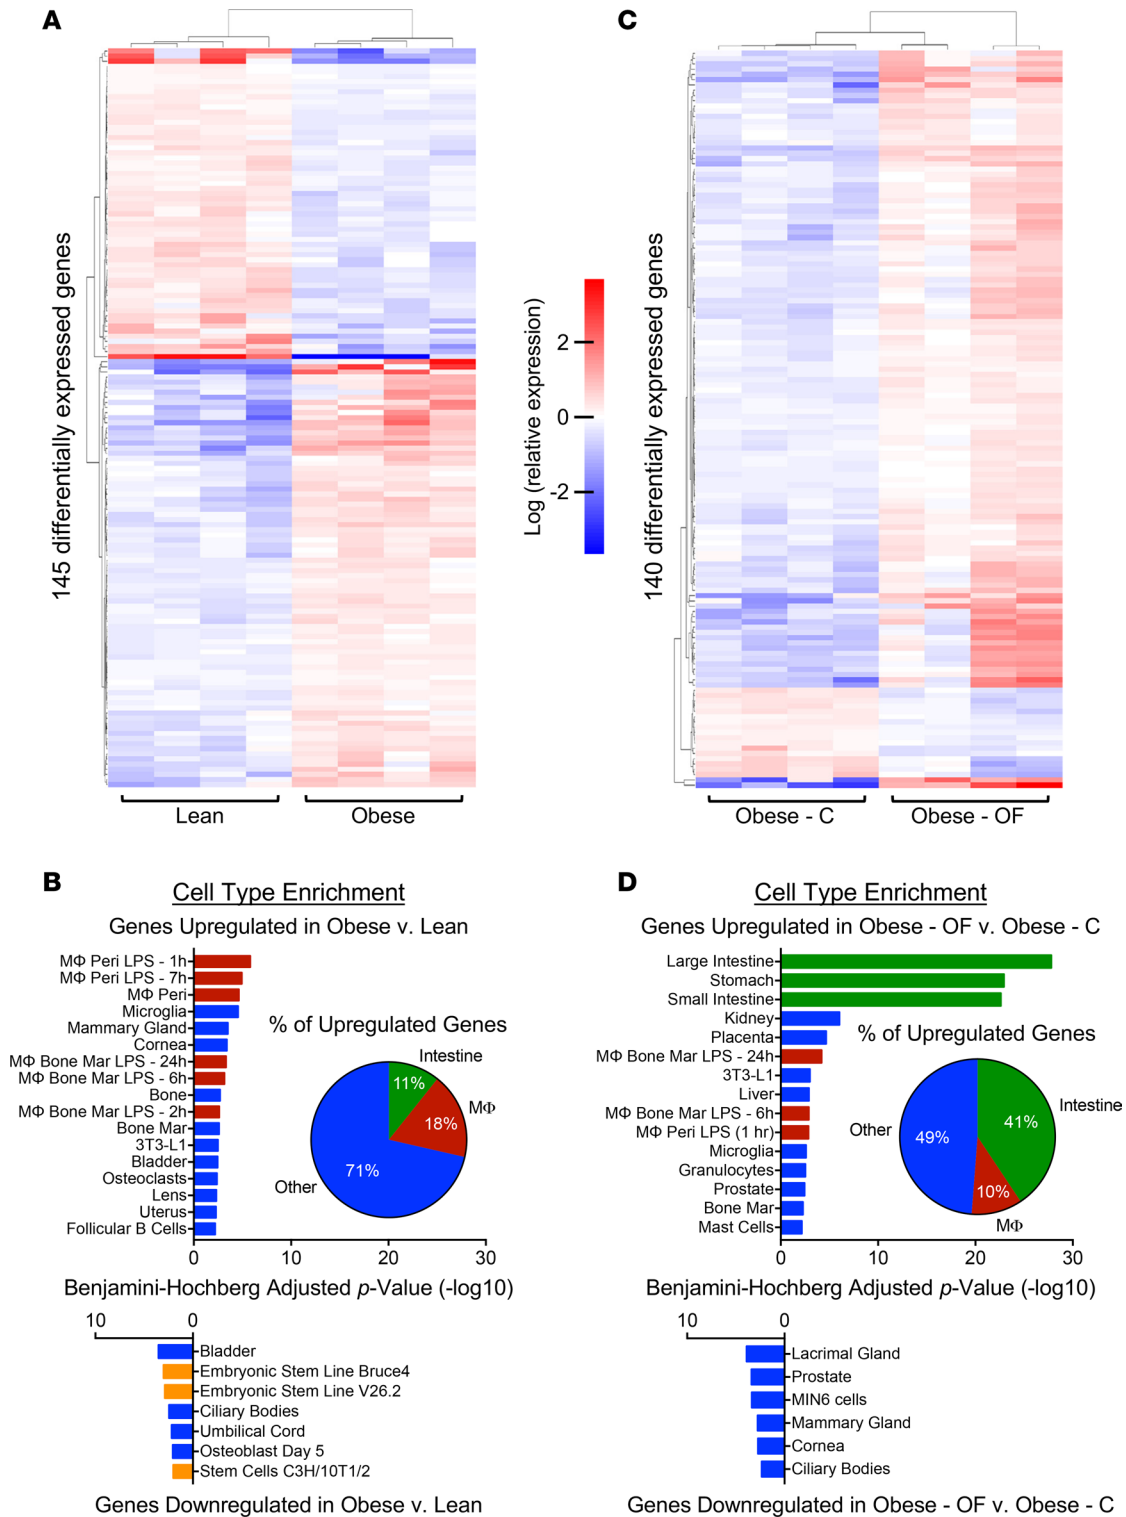 A
145 differentially expressed genes
Lean
Obese
Log (relative expression)
2
0
-2
C
140 differentially expressed genes
Obese - C
Obese - OF
B
Cell Type Enrichment
Genes Upregulated in Obese v. Lean
MΦ Peri LPS - 1h
MΦ Peri LPS - 7h
MΦ Peri
Microglia
Mammary Gland
Cornea
MΦ Bone Mar LPS - 24h
MΦ Bone Mar LPS - 6h
Bone
MΦ Bone Mar LPS - 2h
Bone Mar
3T3-L1
Bladder
Osteoclasts
Lens
Uterus
Follicular B Cells
% of Upregulated Genes
Intestine
11%
MΦ
18%
71%
Other
0
10
20
30
Benjamini-Hochberg Adjusted p-Value (-log10)
10
0
Bladder
Embryonic Stem Line Bruce4
Embryonic Stem Line V26.2
Ciliary Bodies
Umbilical Cord
Osteoblast Day 5
Stem Cells C3H/10T1/2
Genes Downregulated in Obese v. Lean
D
Cell Type Enrichment
Genes Upregulated in Obese - OF v. Obese - C
Large Intestine
Stomach
Small Intestine
Kidney
Placenta
MΦ Bone Mar LPS - 24h
3T3-L1
Liver
MΦ Bone Mar LPS - 6h
MΦ Peri LPS (1 hr)
Microglia
Granulocytes
Prostate
Bone Mar
Mast Cells
% of Upregulated Genes
Intestine
41%
Other
49%
10%
MΦ
0
10
20
30
Benjamini-Hochberg Adjusted p-Value (-log10)
10
0
Lacrimal Gland
Prostate
MIN6 cells
Mammary Gland
Cornea
Ciliary Bodies
Genes Downregulated in Obese - OF v. Obese - C